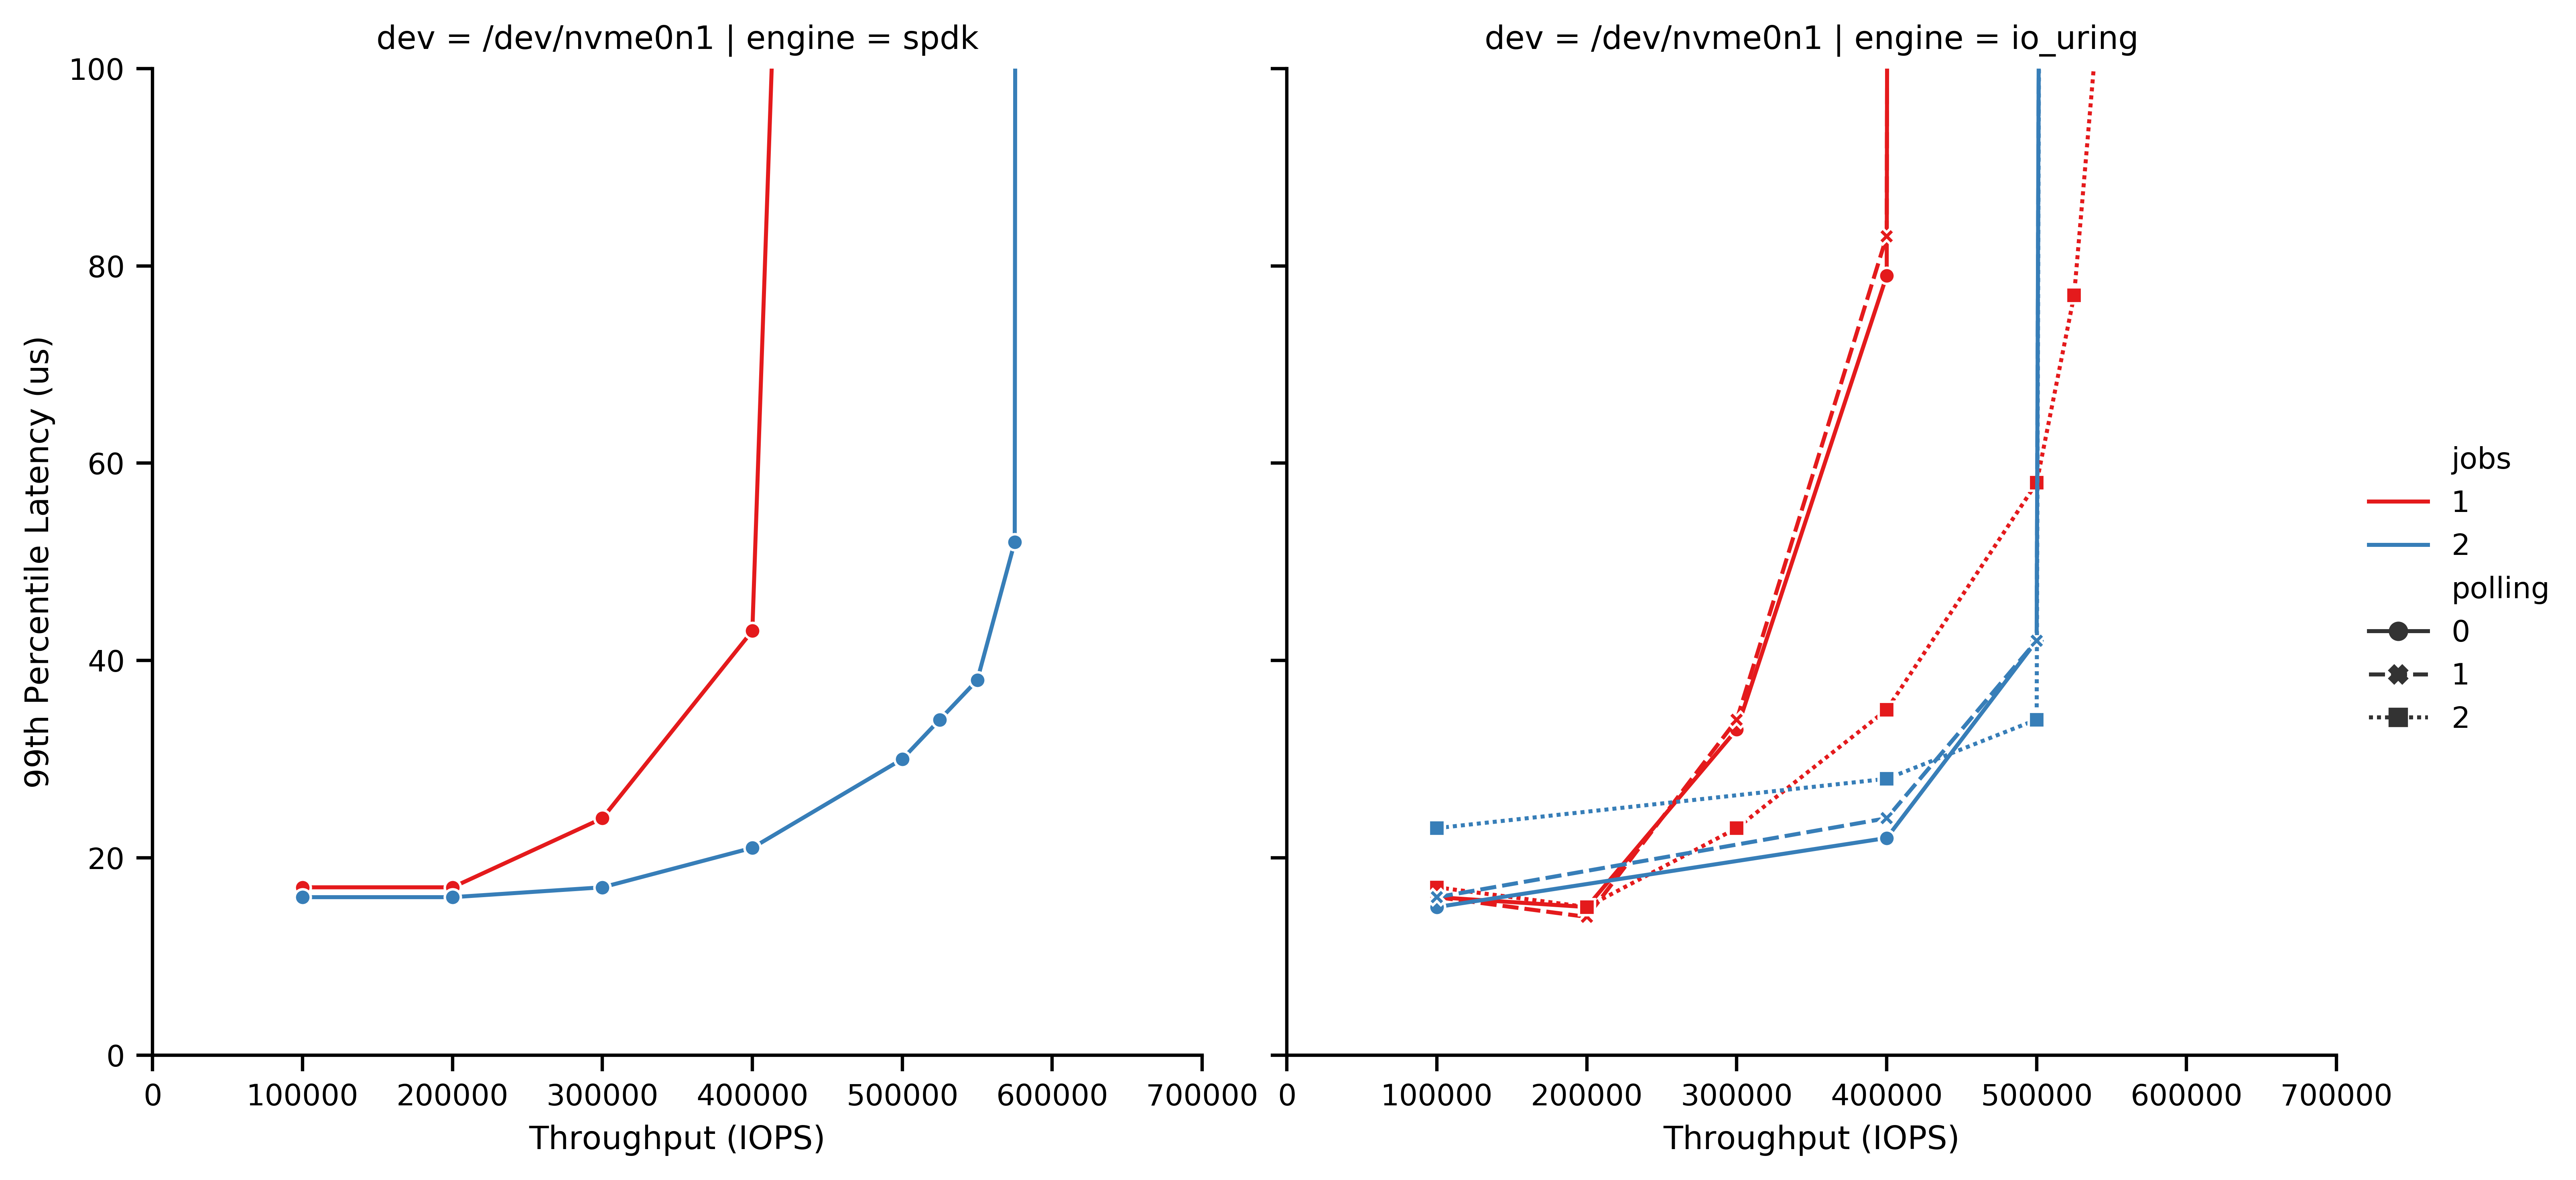 dev = /dev/nvme0n1 | engine = spdk
dev = /dev/nvme0n1 | engine = io_uring
99th Percentile Latency (us)
100
80
60
40
20
0
0 100000 200000 300000 400000 500000 600000 700000
Throughput (IOPS)
0 100000 200000 300000 400000 500000 600000 700000
Throughput (IOPS)
jobs
1
2
polling
0
1
2